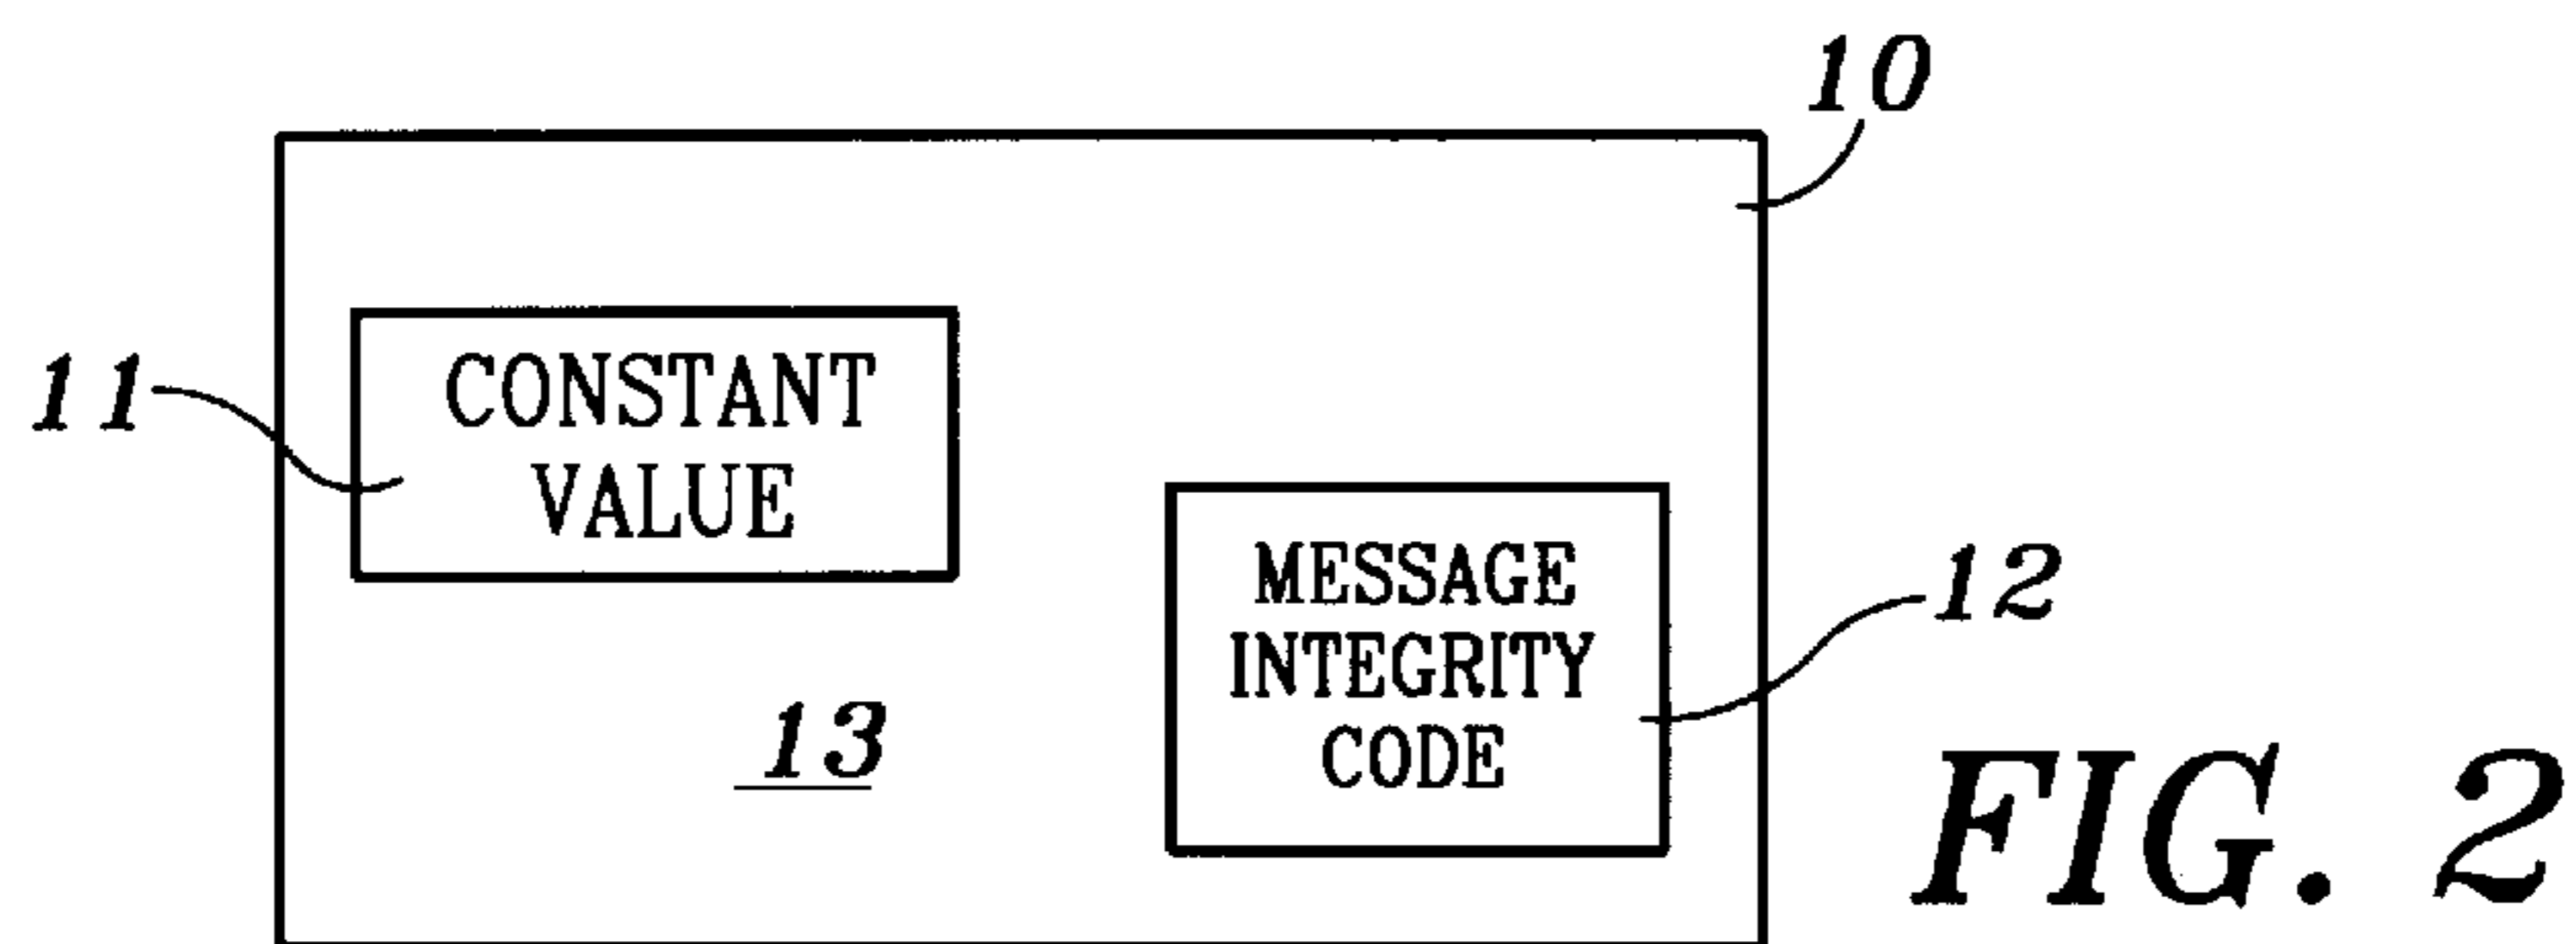 10
11
CONSTANT
VALUE
MESSAGE
INTEGRITY
CODE
12
13
FIG. 2